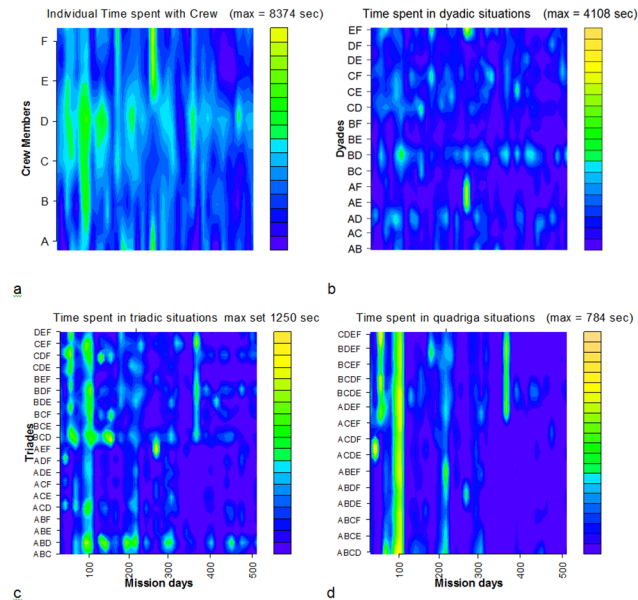 Individual Time spent with Crew (max = 8374 sec)
F
E
D
C
B
A
Crew Members
a
Time spent in dyadic situations (max = 4108 sec)
EF
DF
DE
CF
CE
CD
BF
BE
BD
BC
AF
AE
AD
AC
AB
Dyades
b
Time spent in triadic situations max set 1250 sec
DEF
CEF
CDF
CDE
BEF
BDF
BDE
BCF
BCE
BCD
AEF
ADF
ADE
ACF
ACE
ACD
ABF
ABE
ABD
ABC
Triades
100
200
300
400
500
Mission days
c
Time spent in quadriga situations (max = 784 sec)
CDEF
BDEF
BCEF
BCDF
BCDE
ADEF
ACEF
ACDF
ACDE
ABEF
ABDF
ABDE
ABCF
ABCE
ABCD
100
200
300
400
500
Mission days
d